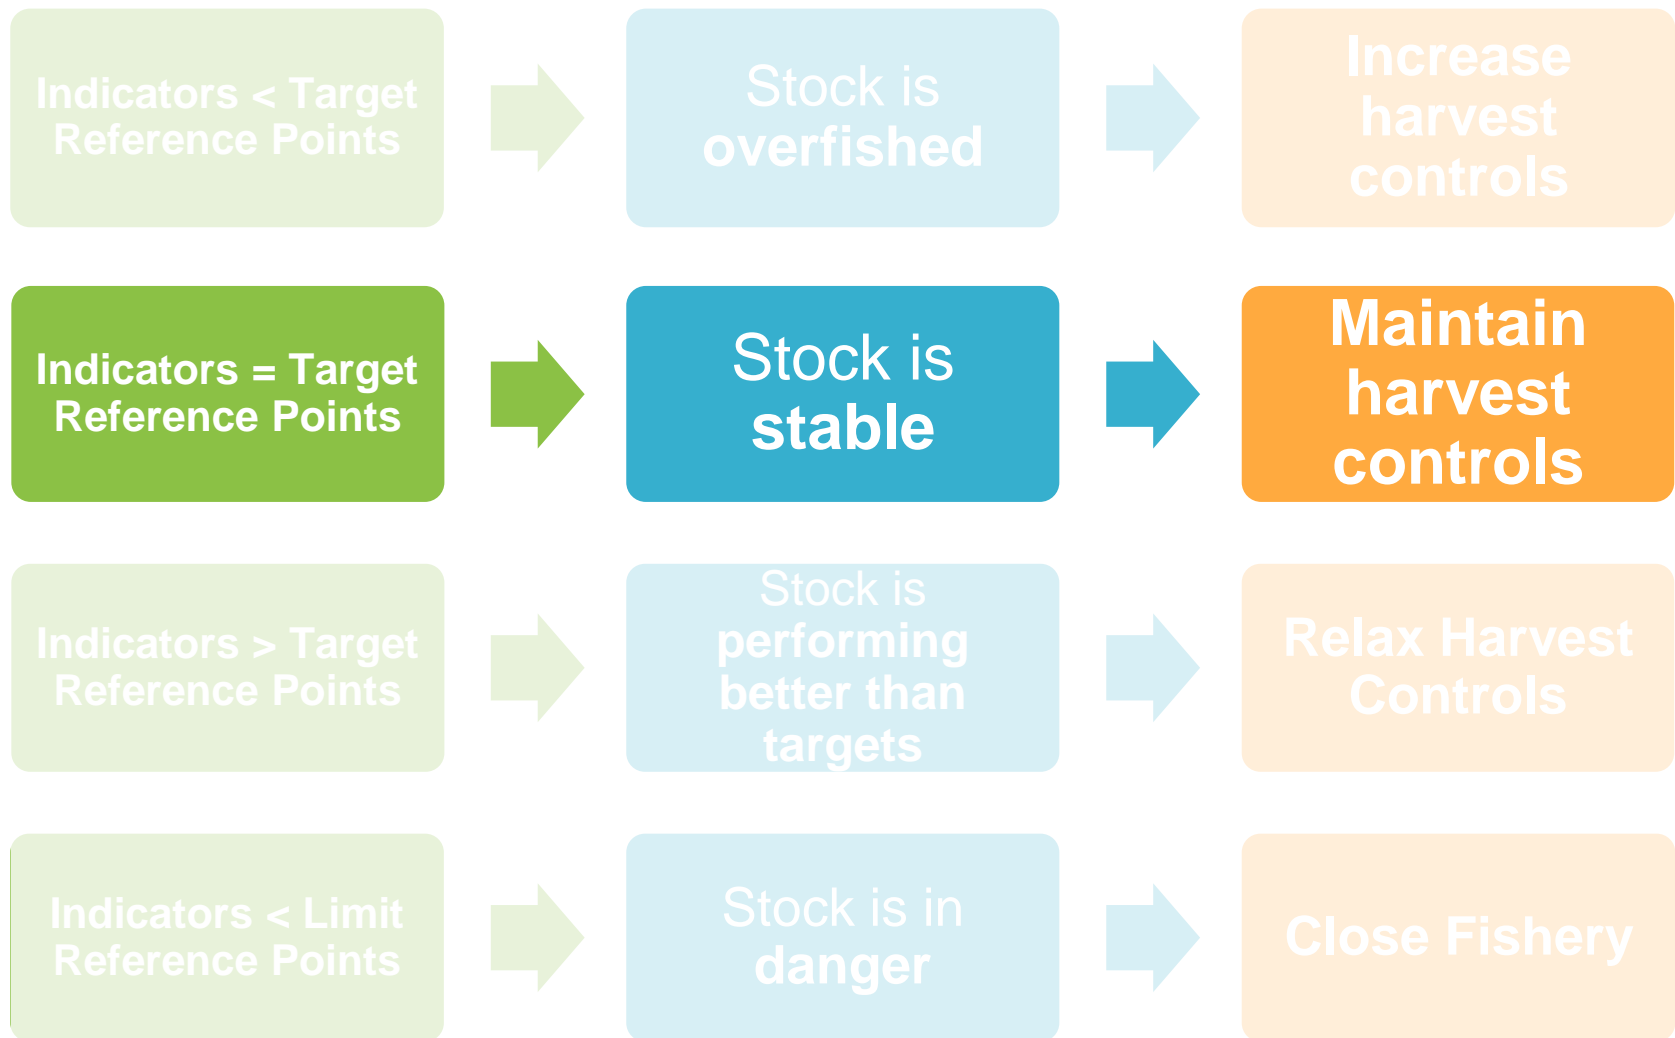 Indicators < Target
Reference Points
Stock is
overfished
Increase
harvest
controls
Indicators = Target
Reference Points
Stock is
stable
Maintain
harvest
controls
Indicators > Target
Reference Points
Stock is
performing
better than
targets
Relax Harvest
Controls
Indicators < Limit
Reference Points
Stock is in
danger
Close Fishery